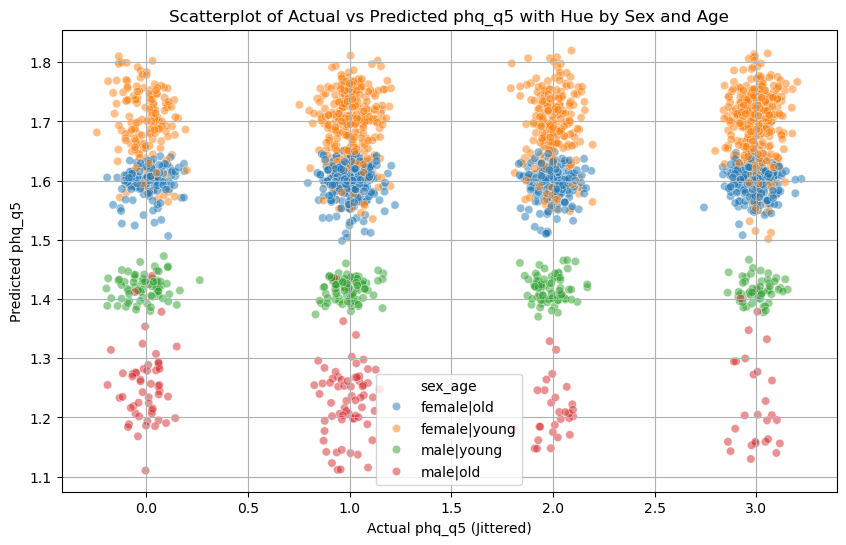 Scatterplot of Actual vs Predicted phq_q5 with Hue by Sex and Age
Predicted phq_q5
1.8
1.7
1.6
1.5
1.4
1.3
1.2
1.1
sex_age
female|old
female|young
male|young
male|old
0.0 0.5 1.0 1.5 2.0 2.5 3.0
Actual phq_q5 (Jittered)